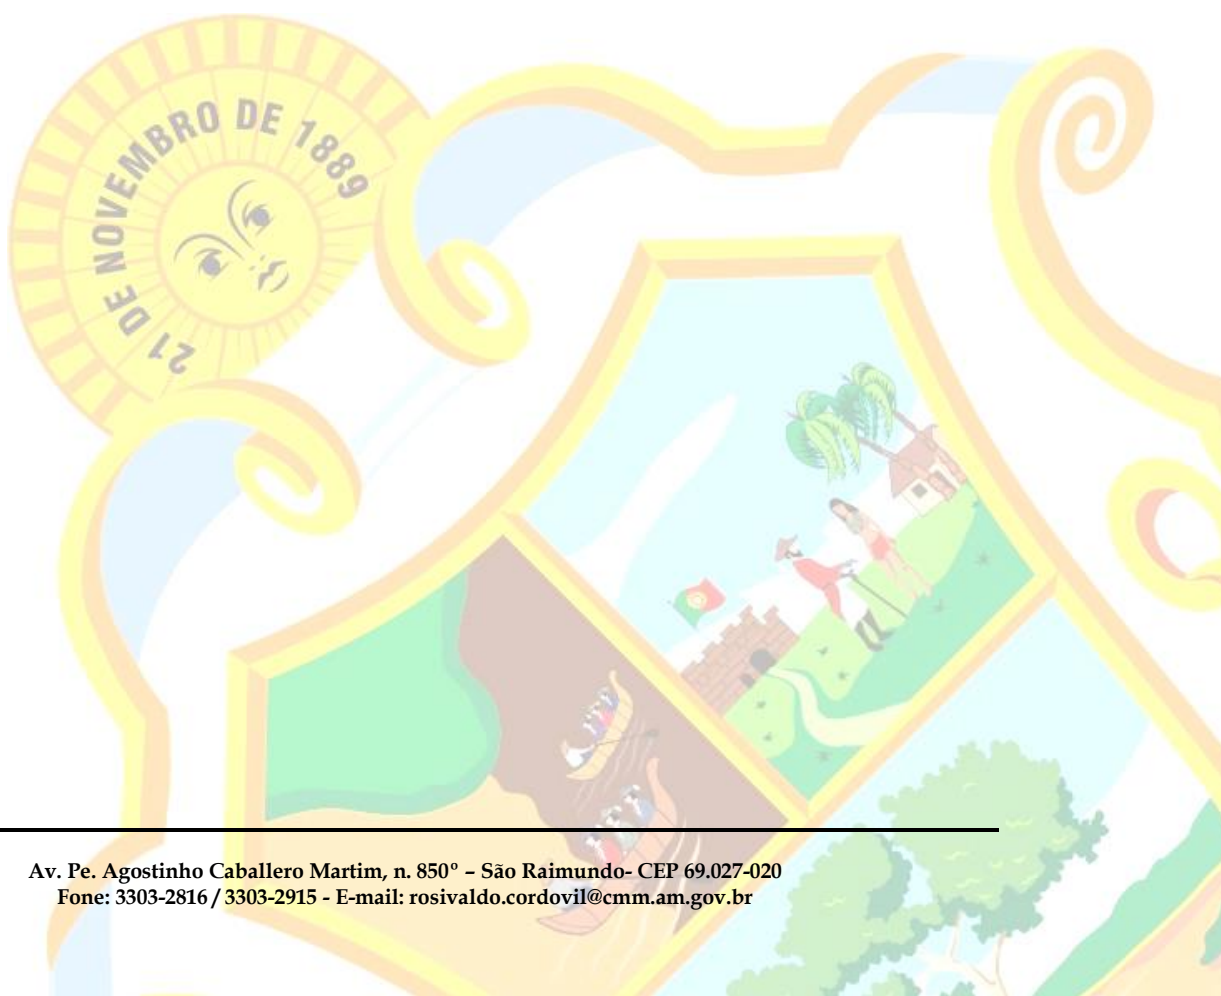 21 DE NOVEMBRO DE 1889
Av. Pe. Agostinho Caballero Martim, n. 850º – São Raimundo- CEP 69.027-020
Fone: 3303-2816 / 3303-2915 - E-mail: rosivaldo.cordovil@cmm.am.gov.br